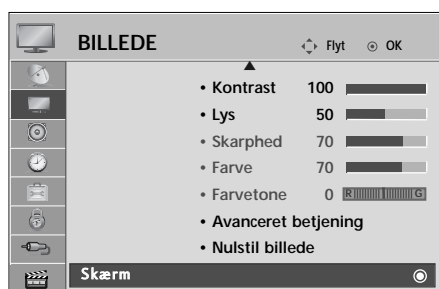 BILLEDE Flyt OK
• Kontrast 100
• Lys 50
• Skarphed 70
• Farve 70
• Farvetone 0 R G
• Avanceret betjening
• Nulstil billede
Skærm